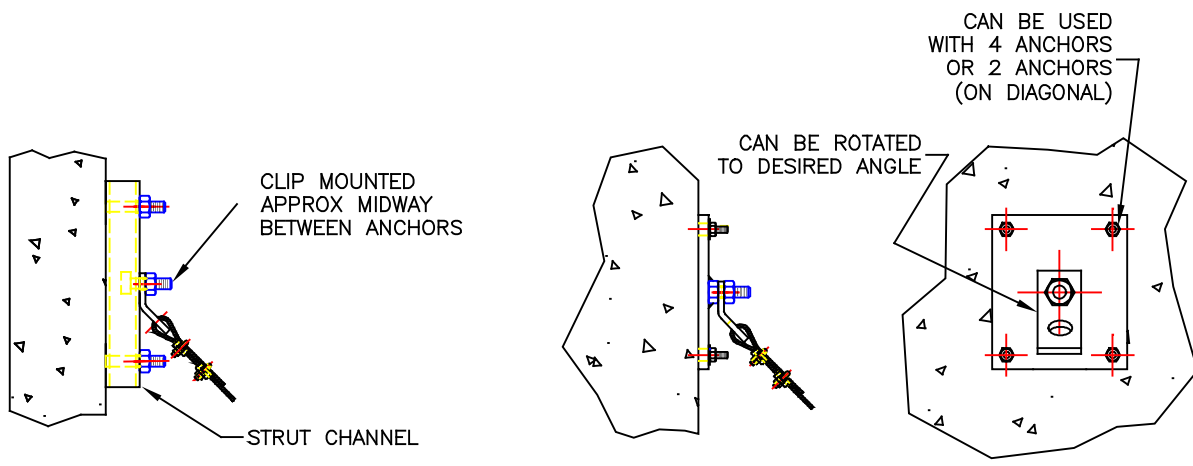 CAN BE USED
WITH 4 ANCHORS
OR 2 ANCHORS
(ON DIAGONAL)
CAN BE ROTATED
TO DESIRED ANGLE
CLIP MOUNTED
APPROX MIDWAY
BETWEEN ANCHORS
STRUT CHANNEL